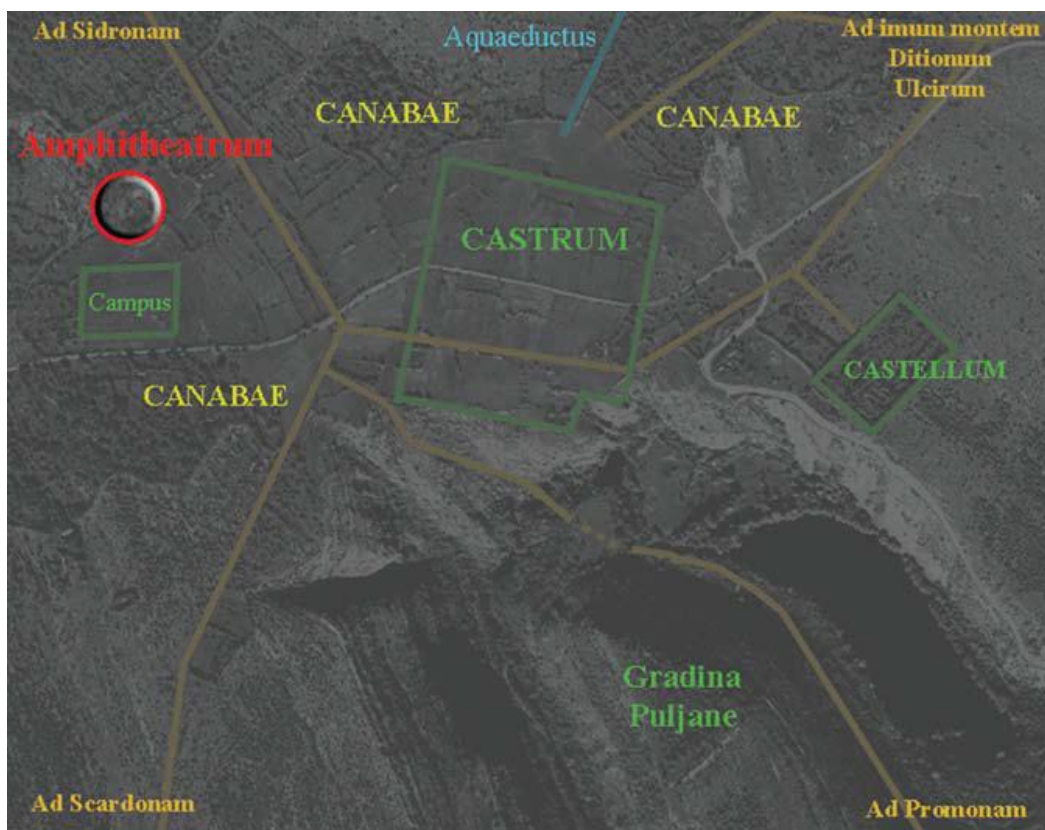 Ad Sidronam
Aquaeductus
Ad imum montem
Ditionum
Ulcirum
CANABAE
CANABAE
Amphitheatrum
CASTRUM
Campus
CASTELLUM
CANABAE
Gradina
Puljane
Ad Scardonam
Ad Promonam